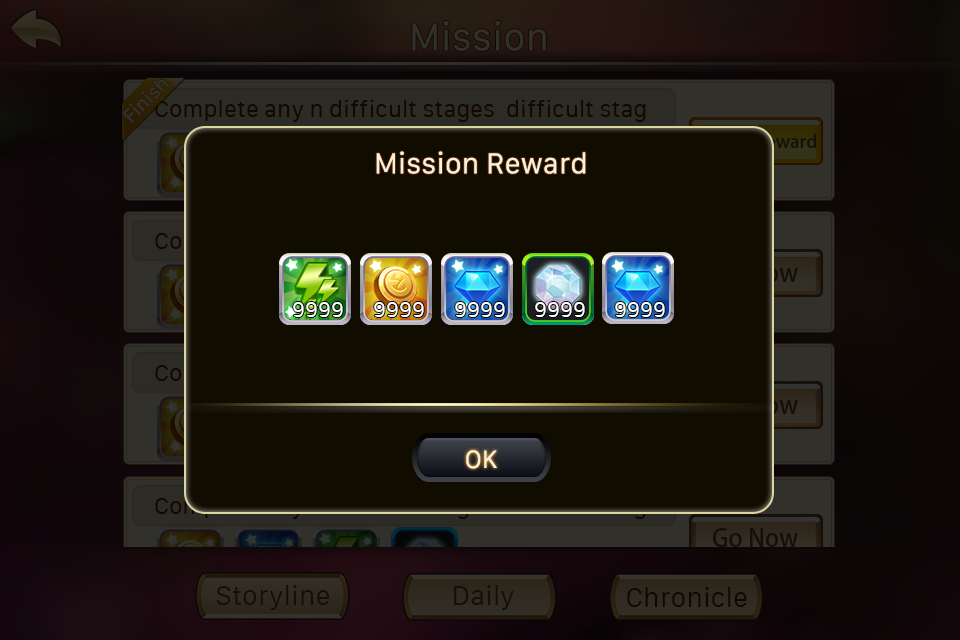 Mission
Finish
Complete any n difficult stages difficult stag
ward
Mission Reward
Co
ow
9999 9999 9999 9999 9999
Co
ow
OK
Go Now
Storyline Daily Chronicle